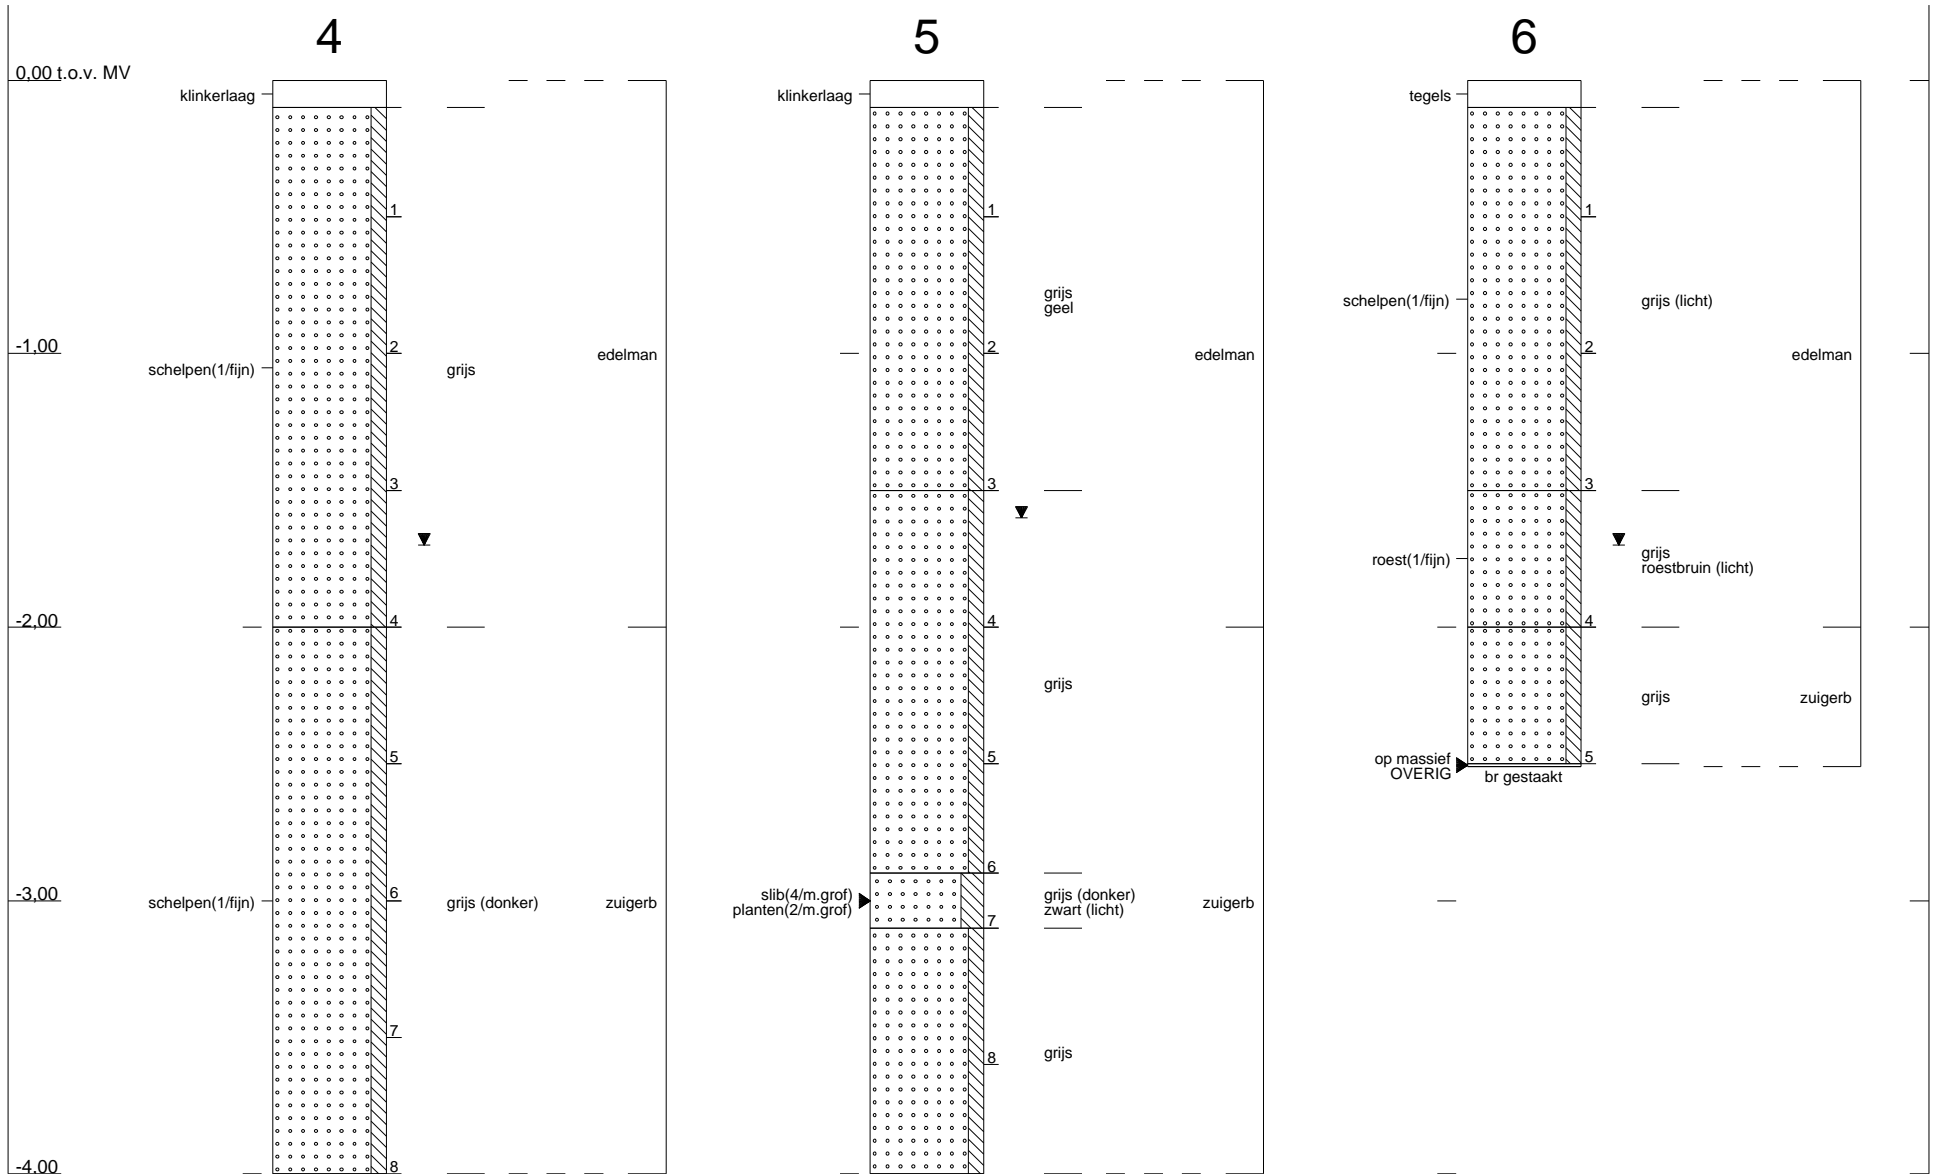 4
5
6
0,00 t.o.v. MV
-1,00
-2,00
-3,00
-4,00
klinkerlaag
schelpen(1/fijn)
schelpen(1/fijn)
1
2
3
4
5
6
7
8
grijs
grijs (donker)
edelman
zuigerb
klinkerlaag
slib(4/m.grof)
planten(2/m.grof)
1
2
3
4
5
6
7
8
grijs
geel
grijs
grijs (donker)
zwart (licht)
grijs
edelman
zuigerb
tegels
schelpen(1/fijn)
roest(1/fijn)
op massief
OVERIG
1
2
3
4
5
br gestaakt
grijs (licht)
grijs
roestbruin (licht)
grijs
edelman
zuigerb